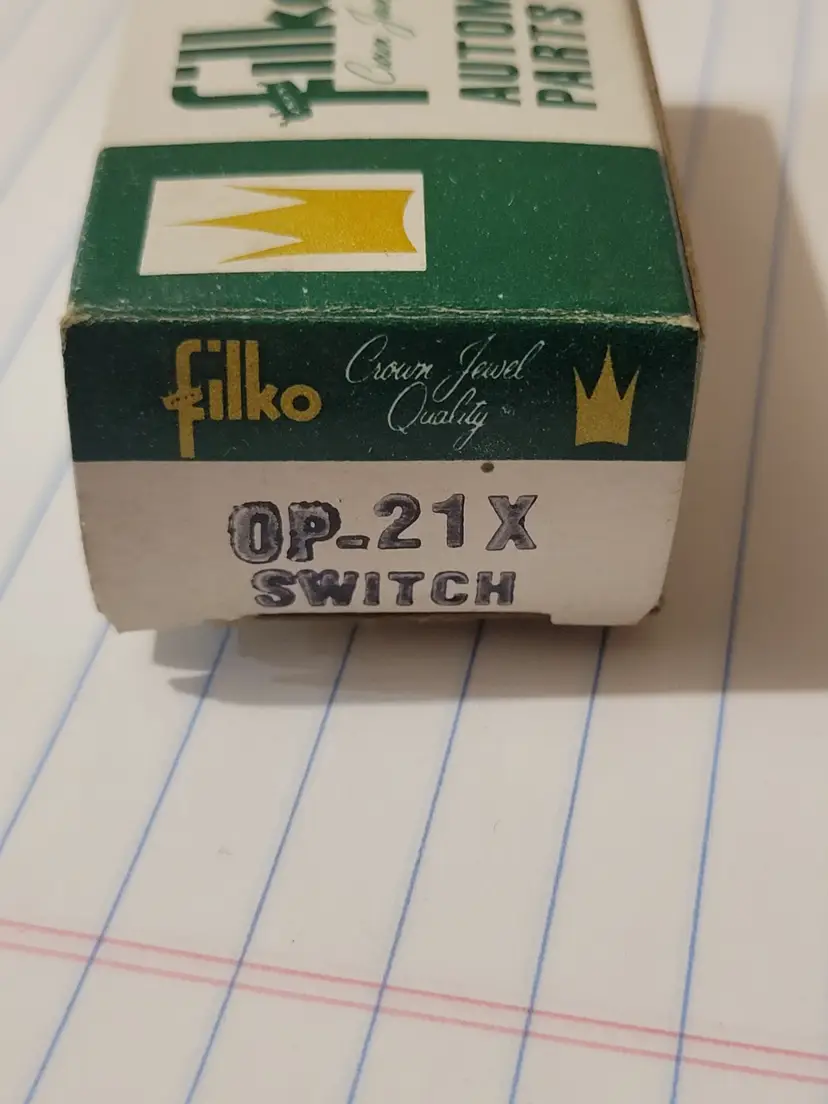 filko
AUTOM
PARTS
filko
Crown Jewel
Quality
OP-21X
SWITCH